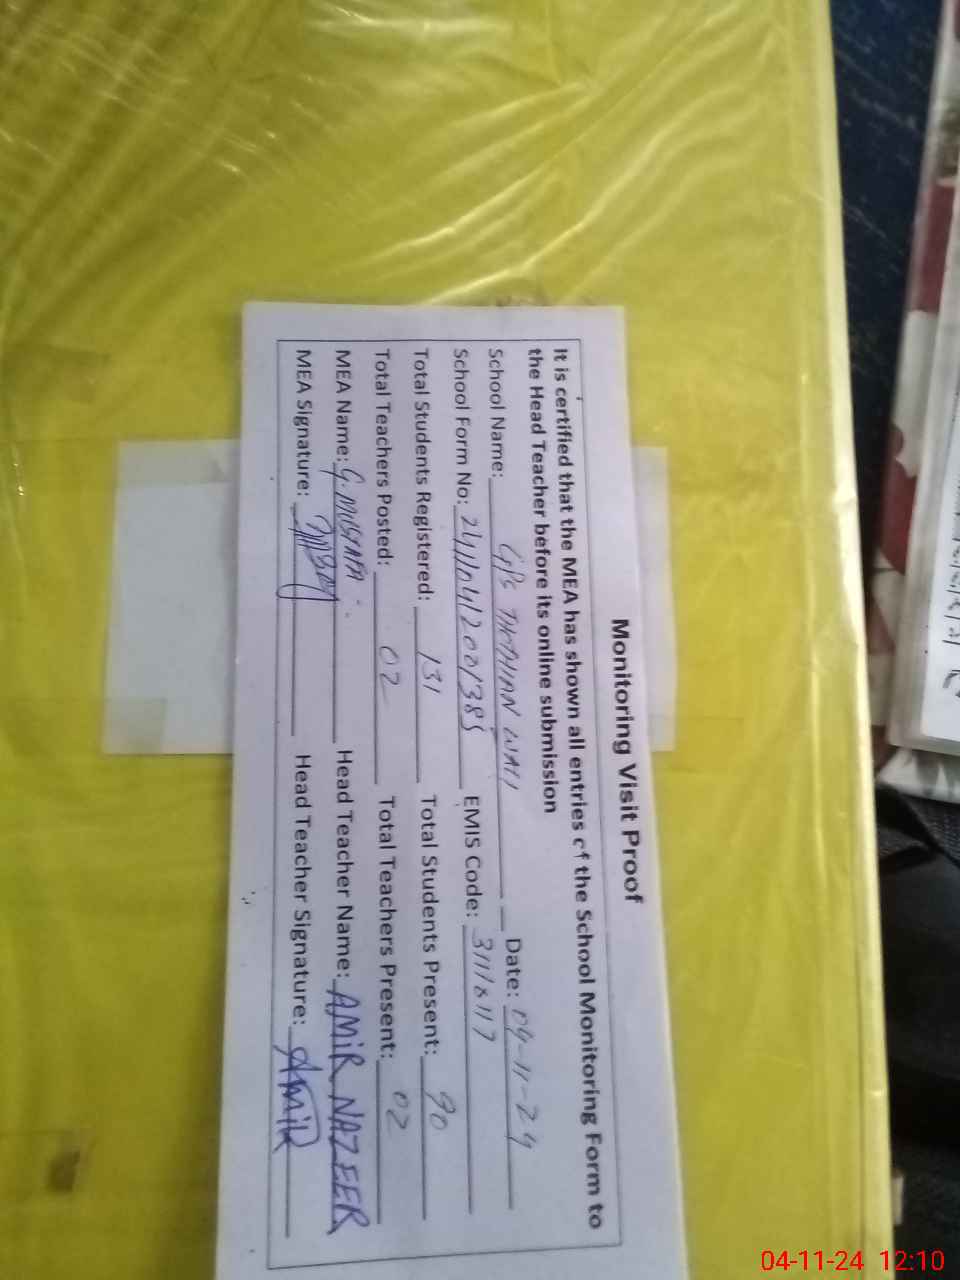 Monitoring Visit Proof
It is certified that the MEA has shown all entries of the School Monitoring Form to
the Head Teacher before its online submission
School Name: GPS WALI Date: 04-11-24
School Form No: EMIS Code:
Total Students Registered: 131 Total Students Present: 90
Total Teachers Posted: 02 Total Teachers Present: 02
MEA Name: G. MUSTAFA Head Teacher Name: AMIR NAZEER
MEA Signature: Head Teacher Signature: AMIR
04-11-24 12:10